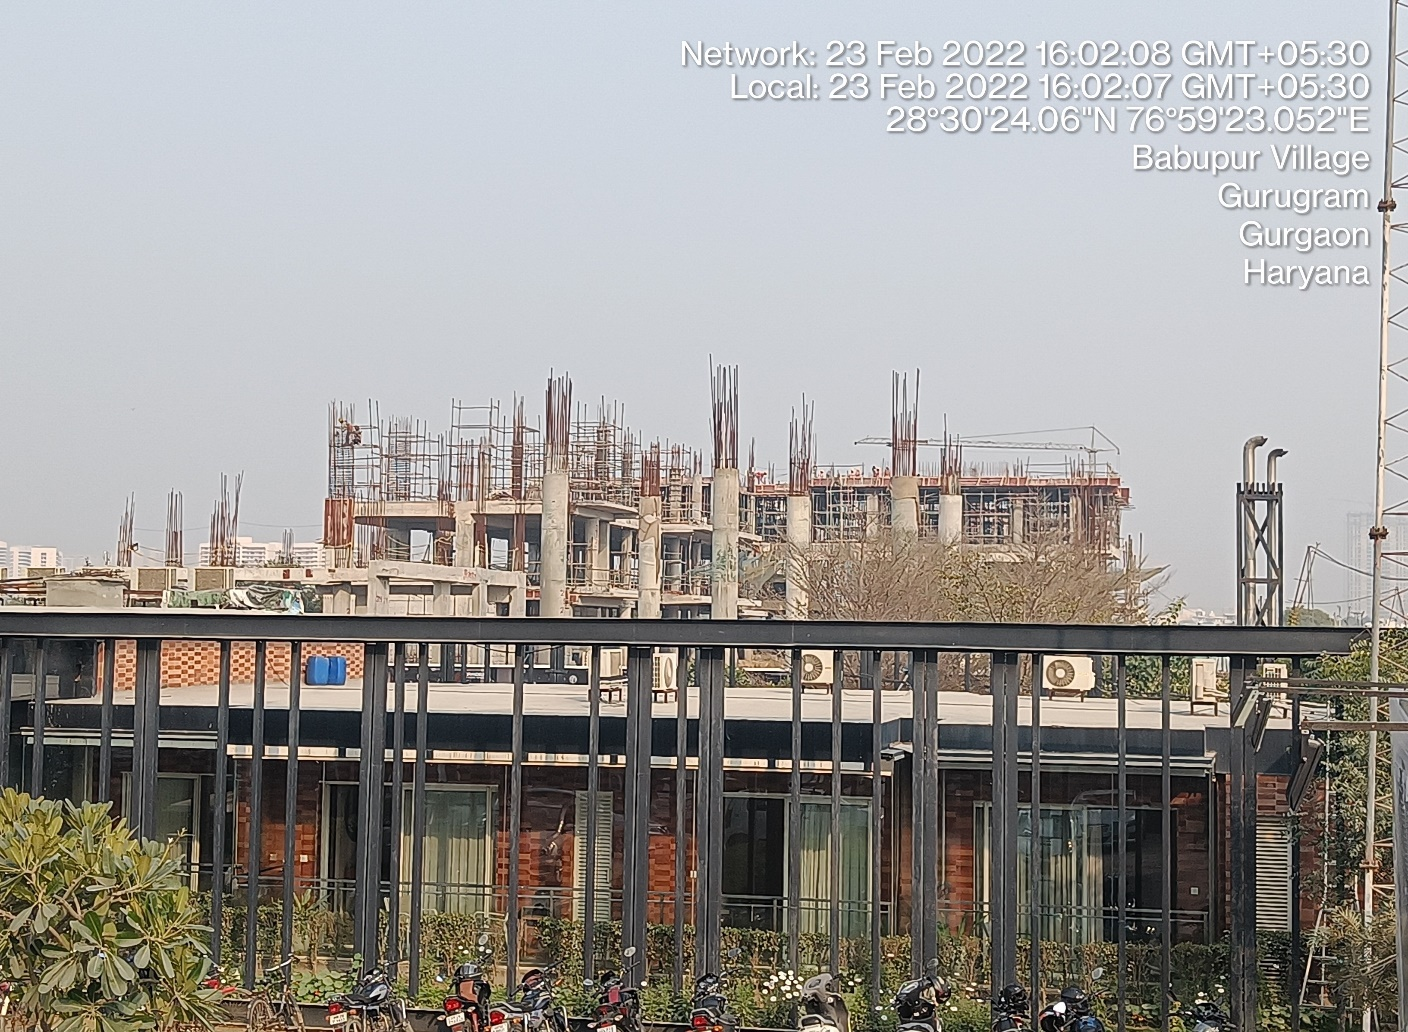 Network: 23 Feb 2022 16:02:08 GMT+05:30
Local: 23 Feb 2022 16:02:07 GMT+05:30
28°30'24.06"N 76°59'23.052"E
Babupur Village
Gurugram
Gurgaon
Haryana